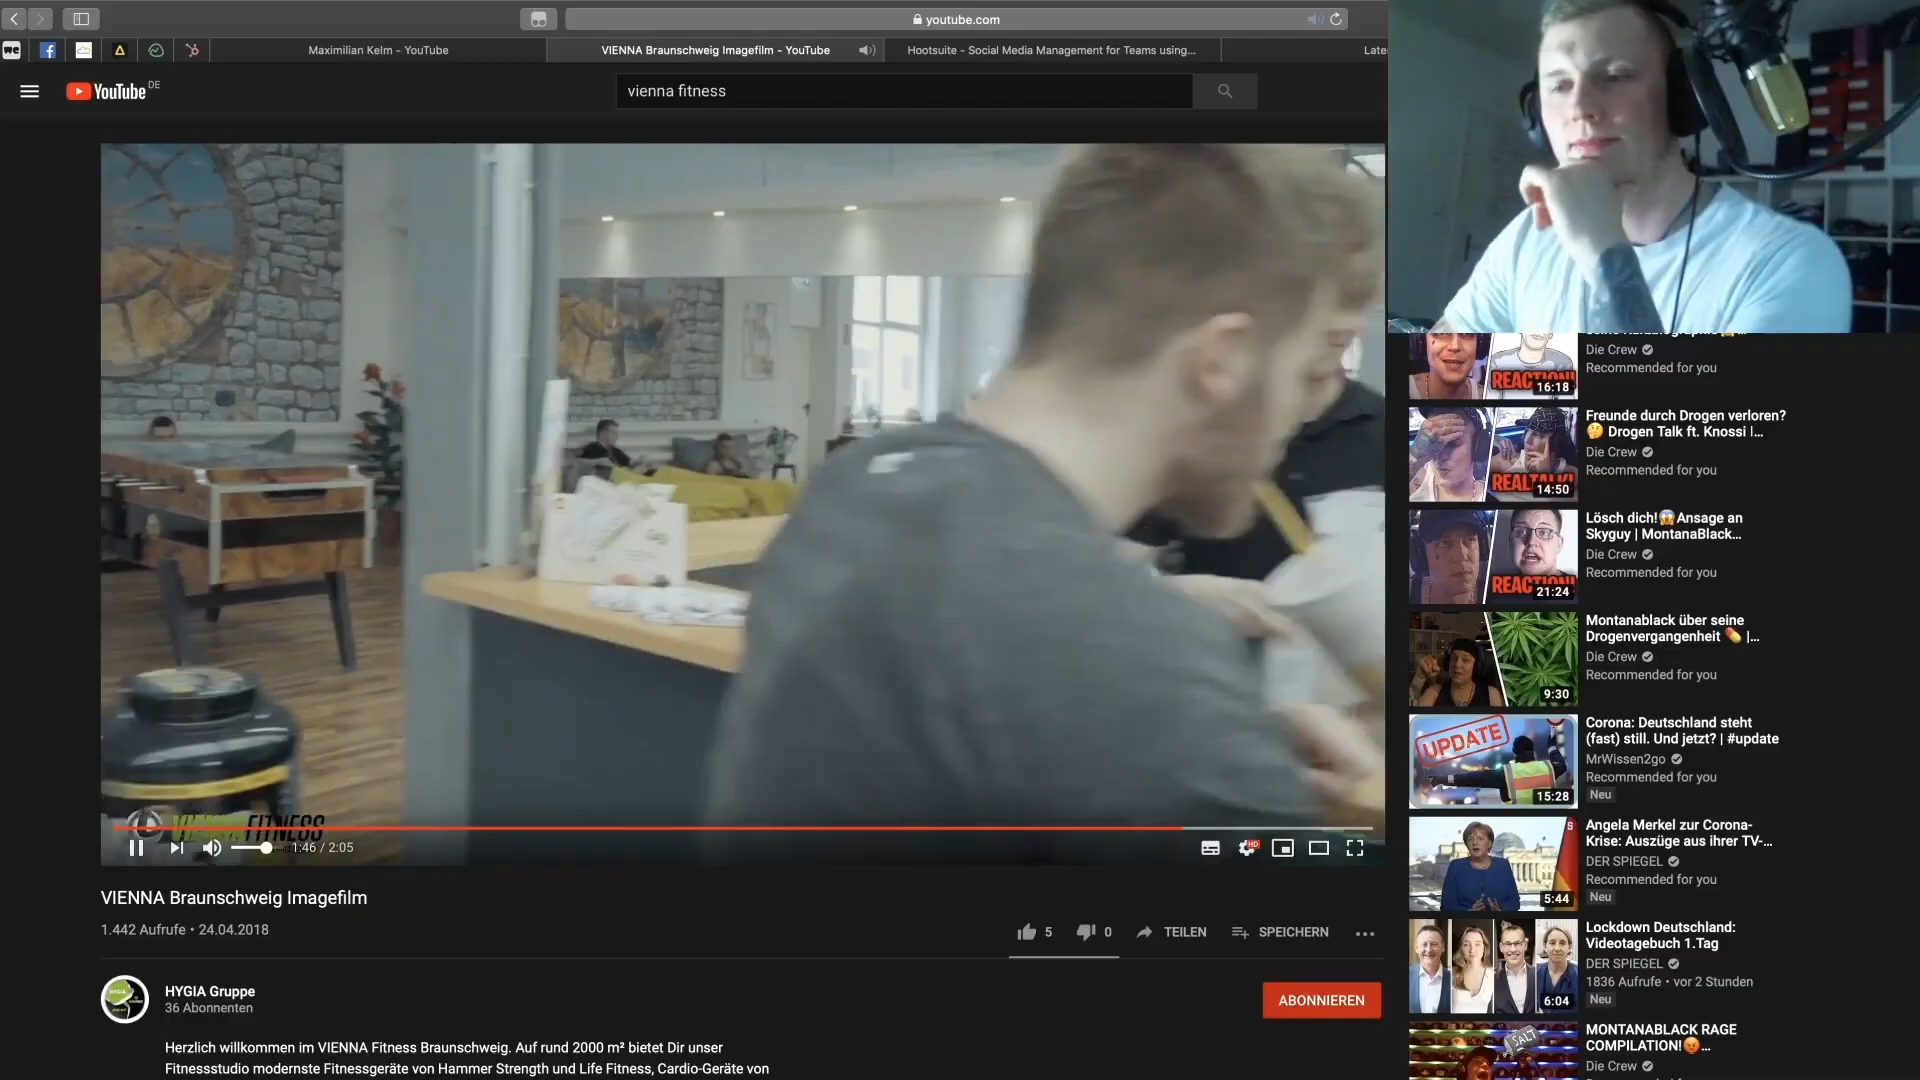 youtube.com
we
Maximilian Kelm - YouTube
VIENNA Braunschweig Imagefilm - YouTube
Hootsuite - Social Media Management for Teams using...
Late
YouTube DE
vienna fitness
VIENNAFITNESS
1:46 / 2:05
HD
VIENNA Braunschweig Imagefilm
1.442 Aufrufe • 24.04.2018
5
0
TEILEN
SPEICHERN
HYGIA Gruppe
36 Abonnenten
ABONNIEREN
Herzlich willkommen im VIENNA Fitness Braunschweig. Auf rund 2000 m² bietet Dir unser
Fitnessstudio modernste Fitnessgeräte von Hammer Strength und Life Fitness, Cardio-Geräte von
REACTION!
16:18
Die Crew
Recommended for you
REALTALK!
14:50
Freunde durch Drogen verloren?
🤔 Drogen Talk ft. Knossi |...
Die Crew
Recommended for you
REACTION!
21:24
Lösch dich!😱Ansage an
Skyguy | MontanaBlack...
Die Crew
Recommended for you
9:30
Montanablack über seine
Drogenvergangenheit 💊 |...
Die Crew
Recommended for you
UPDATE
15:28
Corona: Deutschland steht
(fast) still. Und jetzt? | #update
MrWissen2go
Recommended for you
Neu
S
5:44
Angela Merkel zur Corona-
Krise: Auszüge aus ihrer TV-...
DER SPIEGEL
Recommended for you
Neu
6:04
Lockdown Deutschland:
Videotagebuch 1.Tag
DER SPIEGEL
1836 Aufrufe • vor 2 Stunden
Neu
SALT
MONTANABLACK RAGE
COMPILATION!😡...
Die Crew